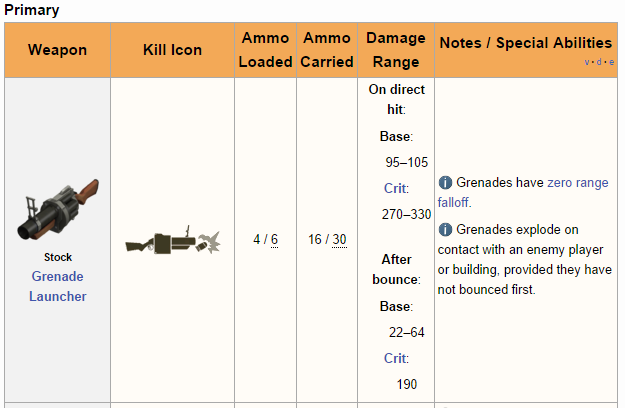 Primary
Weapon
Kill Icon
Ammo
Loaded
Ammo
Carried
Damage
Range
Notes / Special Abilities
v · d · e
Stock
Grenade
Launcher
4 / 6
16 / 30
On direct
hit:
Base:
95–105
Crit:
270–330
After
bounce:
Base:
22–64
Crit:
190
i Grenades have zero range
falloff.
i Grenades explode on
contact with an enemy player
or building, provided they have
not bounced first.